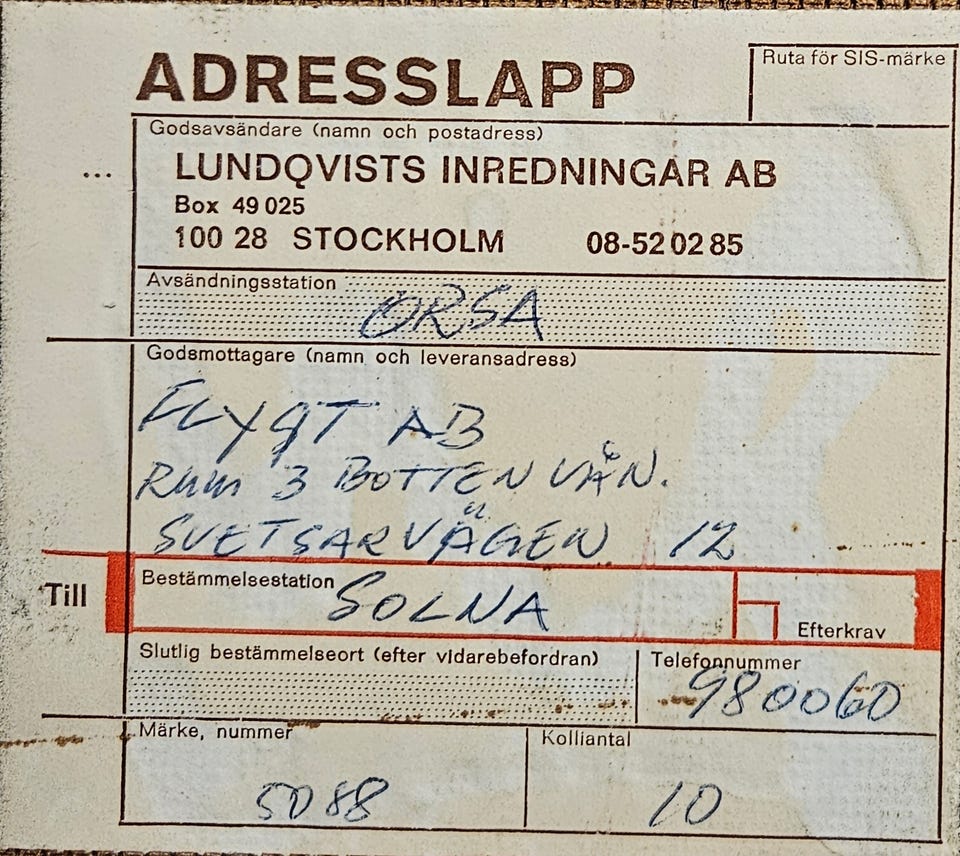 ADRESSLAPP
Ruta för SIS-märke
Godsavsändare (namn och postadress)
LUNDQVISTS INREDNINGAR AB
Box 49 025
100 28 STOCKHOLM 08-52 02 85
Avsändningsstation
ORSA
Godsmottagare (namn och leveransadress)
FLYGT AB
Rum 3 BOTTENVÅN.
SVETSARVÄGEN 12
Till
Bestämmelsestation
SOLNA
Efterkrav
Slutlig bestämmelseort (efter vidarebefordran)
Telefonnummer
980060
Märke, nummer
5088
Kolliantal
10